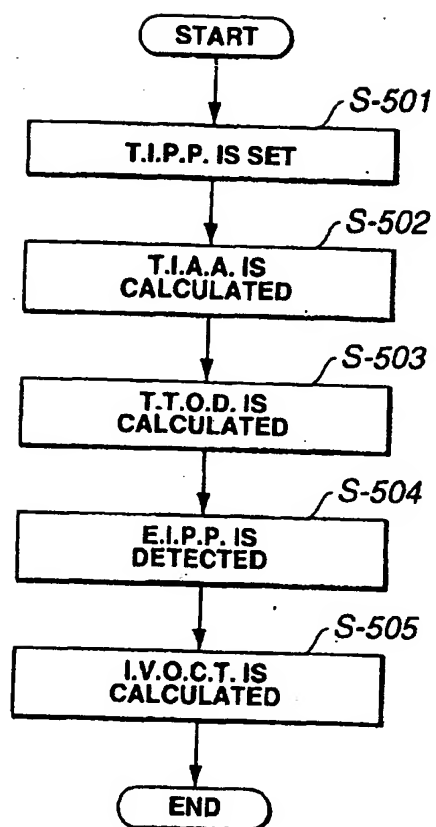 START
S-501
T.I.P.P. IS SET
S-502
T.I.A.A. IS
CALCULATED
S-503
T.T.O.D. IS
CALCULATED
S-504
E.I.P.P. IS
DETECTED
S-505
I.V.O.C.T. IS
CALCULATED
END